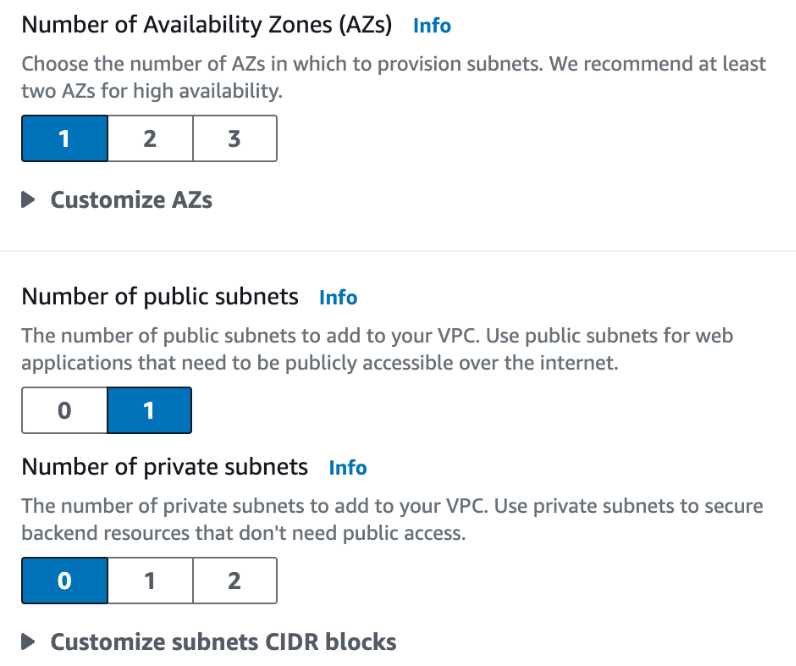 Number of Availability Zones (AZs) Info
Choose the number of AZs in which to provision subnets. We recommend at least
two AZs for high availability.
1 2 3
Customize AZs
Number of public subnets Info
The number of public subnets to add to your VPC. Use public subnets for web
applications that need to be publicly accessible over the internet.
0 1
Number of private subnets Info
The number of private subnets to add to your VPC. Use private subnets to secure
backend resources that don't need public access.
0 1 2
Customize subnets CIDR blocks